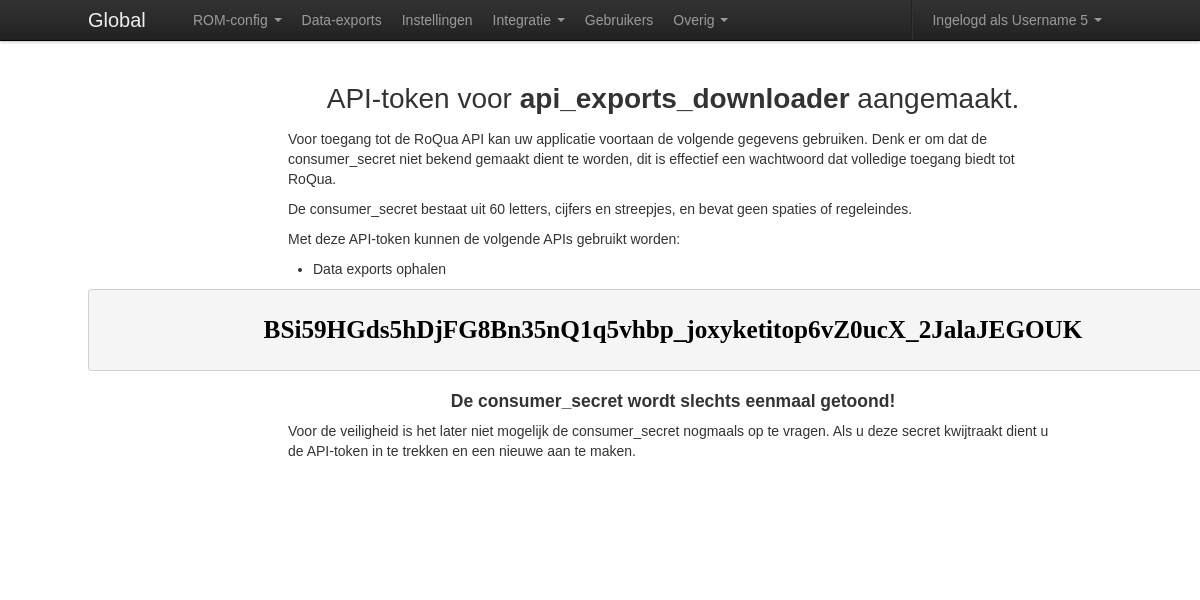 Global ROM-config Data-exports Instellingen Integratie Gebruikers Overig Ingelogd als Username 5
API-token voor api_exports_downloader aangemaakt.
Voor toegang tot de RoQua API kan uw applicatie voortaan de volgende gegevens gebruiken. Denk er om dat de
consumer_secret niet bekend gemaakt dient te worden, dit is effectief een wachtwoord dat volledige toegang biedt tot
RoQua.
De consumer_secret bestaat uit 60 letters, cijfers en streepjes, en bevat geen spaties of regeleindes.
Met deze API-token kunnen de volgende APIs gebruikt worden:
• Data exports ophalen
BSi59HGds5hDjFG8Bn35nQ1q5vhbp_joxyketitop6vZ0ucX_2JalaJEGOUK
De consumer_secret wordt slechts eenmaal getoond!
Voor de veiligheid is het later niet mogelijk de consumer_secret nogmaals op te vragen. Als u deze secret kwijtraakt dient u
de API-token in te trekken en een nieuwe aan te maken.